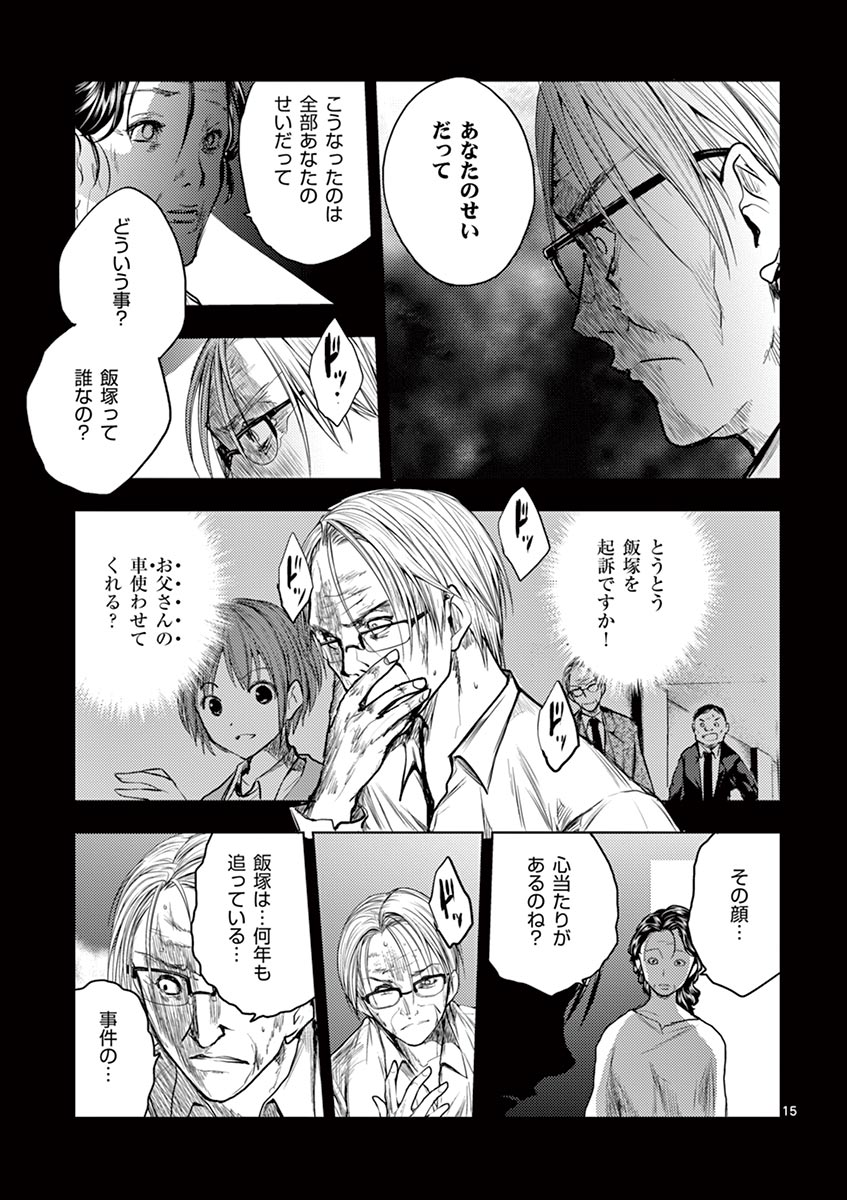 あなたのせい
だって
こうなったのは
全部あなたの
せいだって
どういう事?
飯塚って
誰なの?
ドッ・
とうとう
飯塚を
起訴ですか!
ドッ
ドッ
お父さんの
車使わせて
くれる?
その顔…
心当たりが
あるのね?
ドッ
飯塚は…何年も
追っている…
事件の…
15